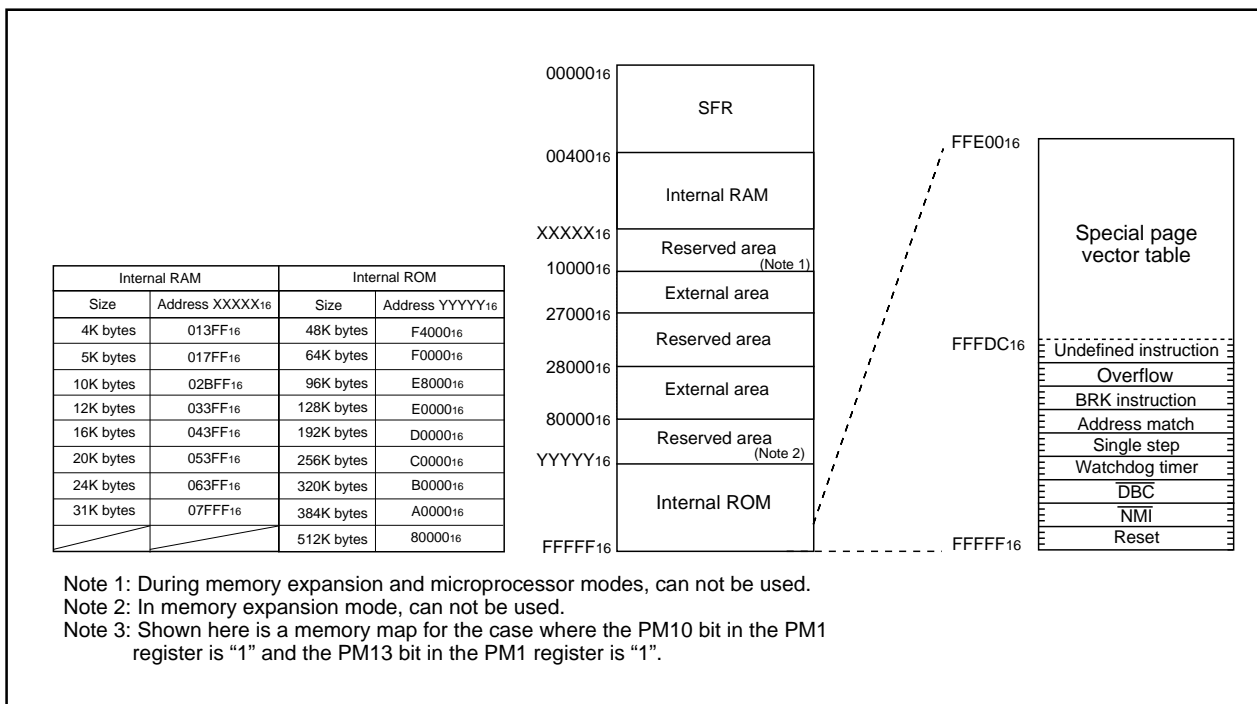 Internal RAM Internal ROM
Size Address XXXXX16 Size Address YYYYY16
4K bytes 013FF16 48K bytes F400016
5K bytes 017FF16 64K bytes F000016
10K bytes 02BFF16 96K bytes E800016
12K bytes 033FF16 128K bytes E000016
16K bytes 043FF16 192K bytes D000016
20K bytes 053FF16 256K bytes C000016
24K bytes 063FF16 320K bytes B000016
31K bytes 07FFF16 384K bytes A000016
512K bytes 8000016
0000016
SFR
0040016
Internal RAM
XXXXX16
Reserved area
(Note 1)
1000016
External area
2700016
Reserved area
2800016
External area
8000016
Reserved area
(Note 2)
YYYYY16
Internal ROM
FFFFF16
FFE0016
Special page
vector table
FFFDC16
Undefined instruction
Overflow
BRK instruction
Address match
Single step
Watchdog timer
DBC
NMI
Reset
FFFFF16
Note 1: During memory expansion and microprocessor modes, can not be used.
Note 2: In memory expansion mode, can not be used.
Note 3: Shown here is a memory map for the case where the PM10 bit in the PM1
register is “1” and the PM13 bit in the PM1 register is “1”.